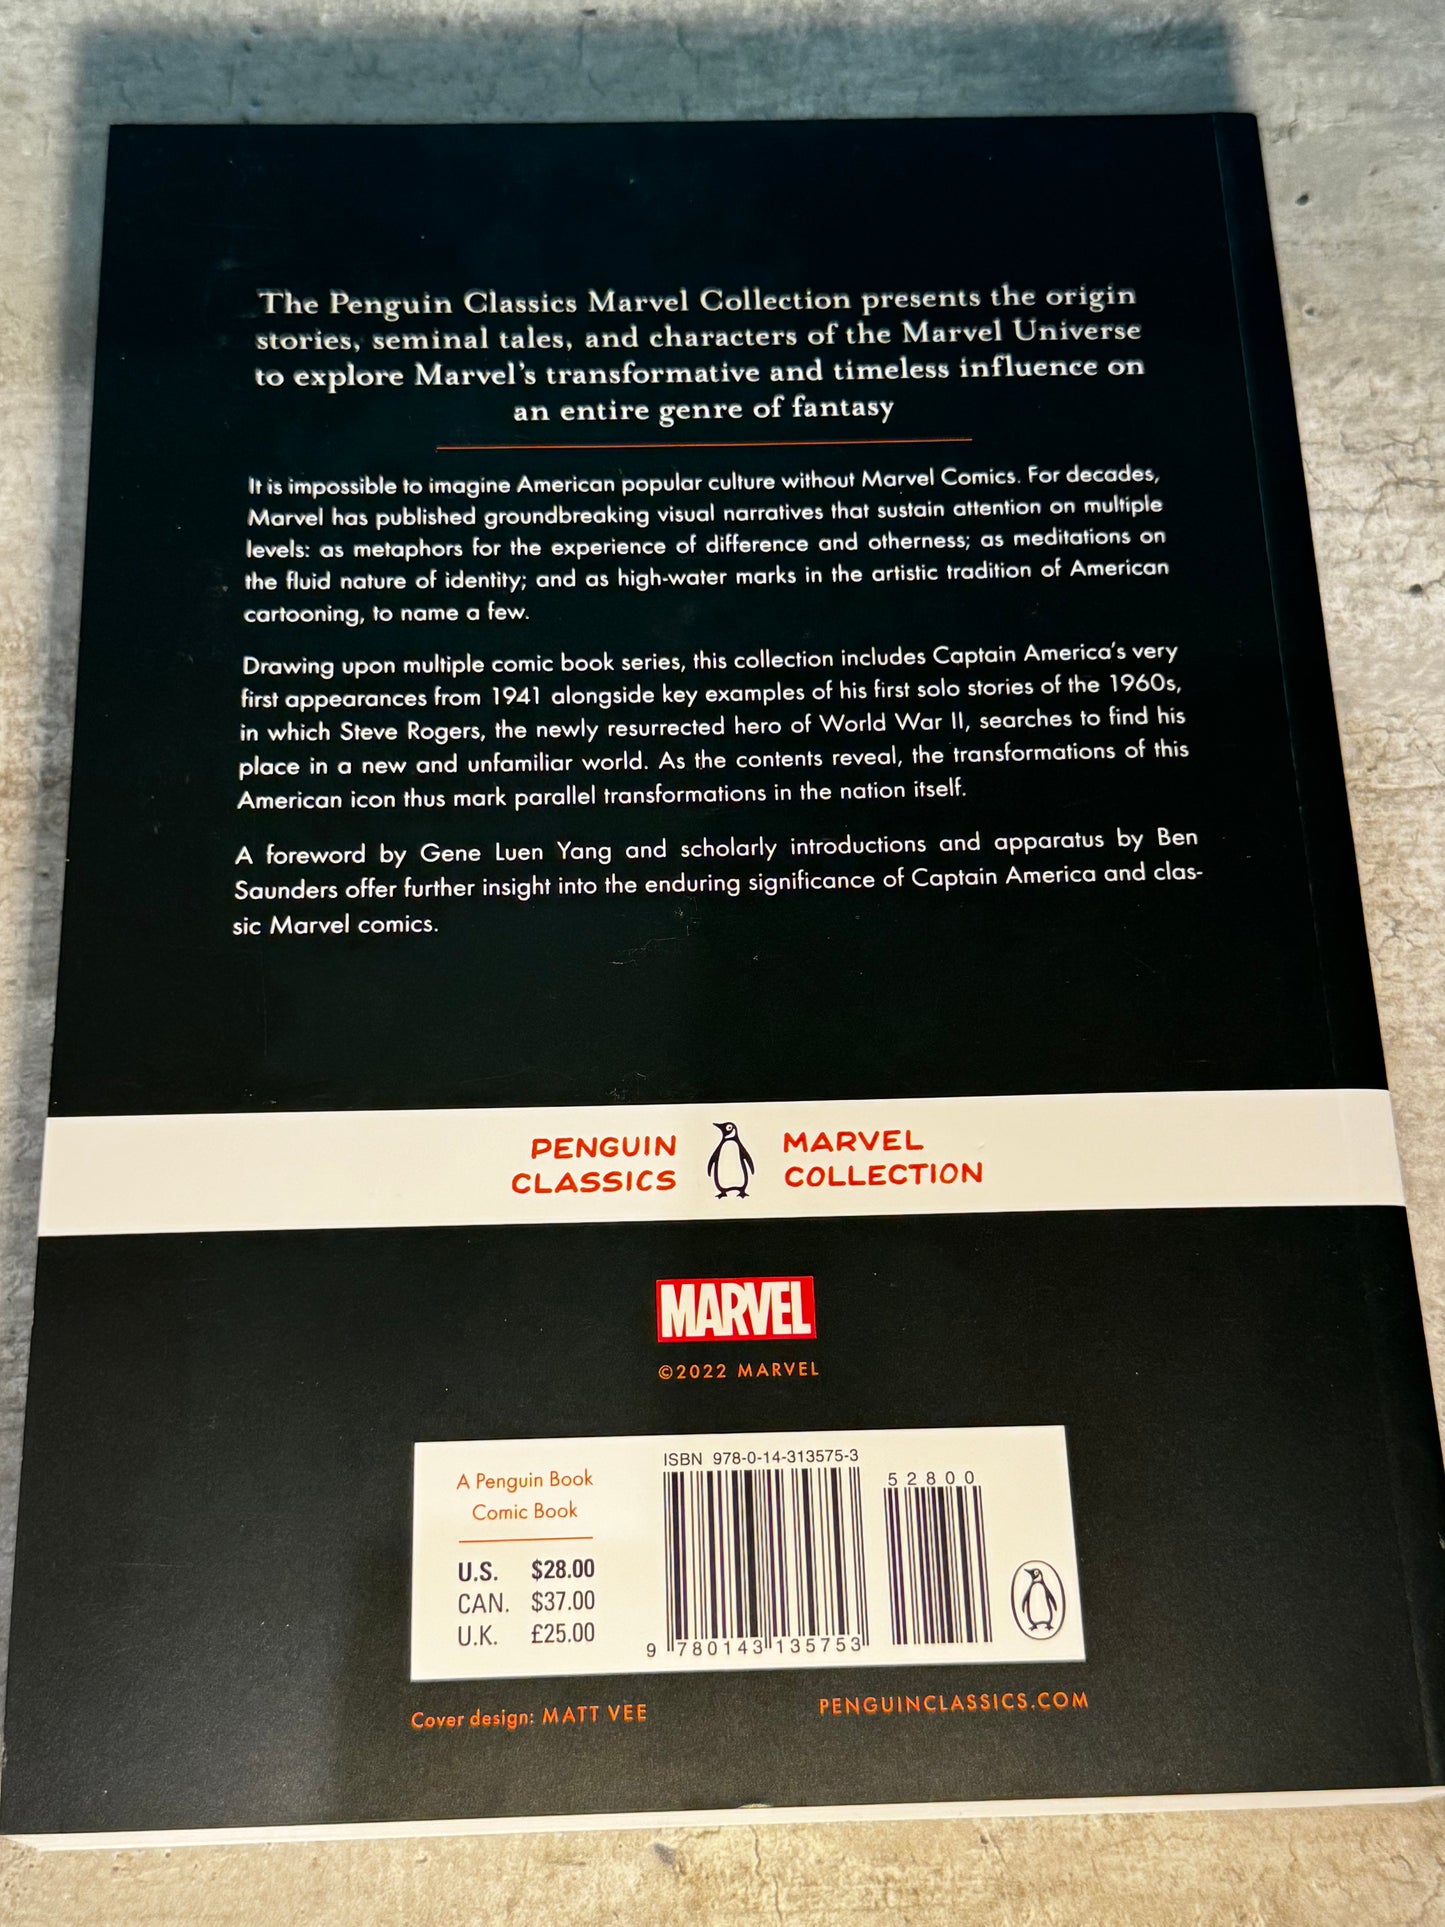 The Penguin Classics Marvel Collection presents the origin
stories, seminal tales, and characters of the Marvel Universe
to explore Marvel's transformative and timeless influence on
an entire genre of fantasy
It is impossible to imagine American popular culture without Marvel Comics. For decades,
Marvel has published groundbreaking visual narratives that sustain attention on multiple
levels: as metaphors for the experience of difference and otherness; as meditations on
the fluid nature of identity; and as high-water marks in the artistic tradition of American
cartooning, to name a few.
Drawing upon multiple comic book series, this collection includes Captain America's very
first appearances from 1941 alongside key examples of his first solo stories of the 1960s,
in which Steve Rogers, the newly resurrected hero of World War II, searches to find his
place in a new and unfamiliar world. As the contents reveal, the transformations of this
American icon thus mark parallel transformations in the nation itself.
A foreword by Gene Luen Yang and scholarly introductions and apparatus by Ben
Saunders offer further insight into the enduring significance of Captain America and clas-
sic Marvel comics.
PENGUIN
CLASSICS
MARVEL
COLLECTION
MARVEL
©2022 MARVEL
A Penguin Book
Comic Book
U.S. $28.00
CAN. $37.00
U.K. £25.00
ISBN 978-0-14-313575-3
52800
9 780143 135753
Cover design: MATT VEE
PENGUINCLASSICS.COM